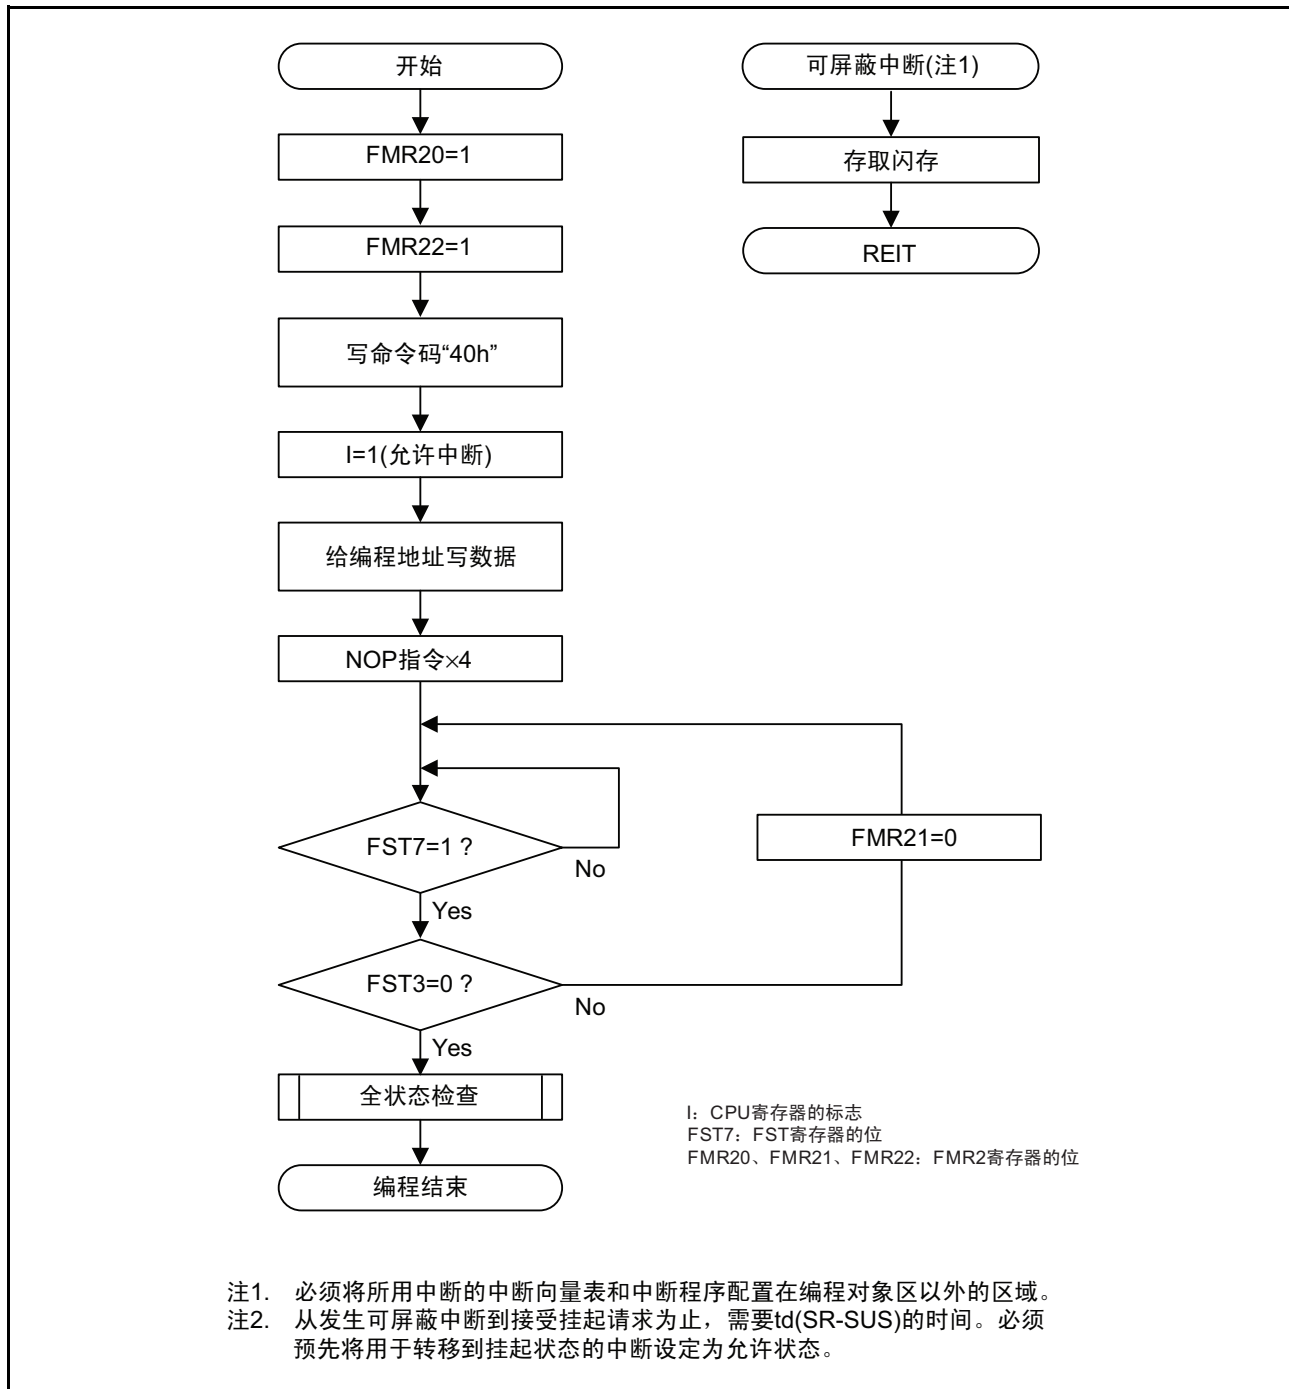 开始
FMR20=1
FMR22=1
写命令码“40h”
I=1(允许中断)
给编程地址写数据
NOP指令×4
FST7=1 ?
No
Yes
FST3=0 ?
No
Yes
全状态检查
编程结束
FMR21=0
可屏蔽中断(注1)
存取闪存
REIT
I：CPU寄存器的标志
FST7：FST寄存器的位
FMR20、FMR21、FMR22：FMR2寄存器的位
注1. 必须将所用中断的中断向量表和中断程序配置在编程对象区以外的区域。
注2. 从发生可屏蔽中断到接受挂起请求为止，需要td(SR-SUS)的时间。必须
预先将用于转移到挂起状态的中断设定为允许状态。